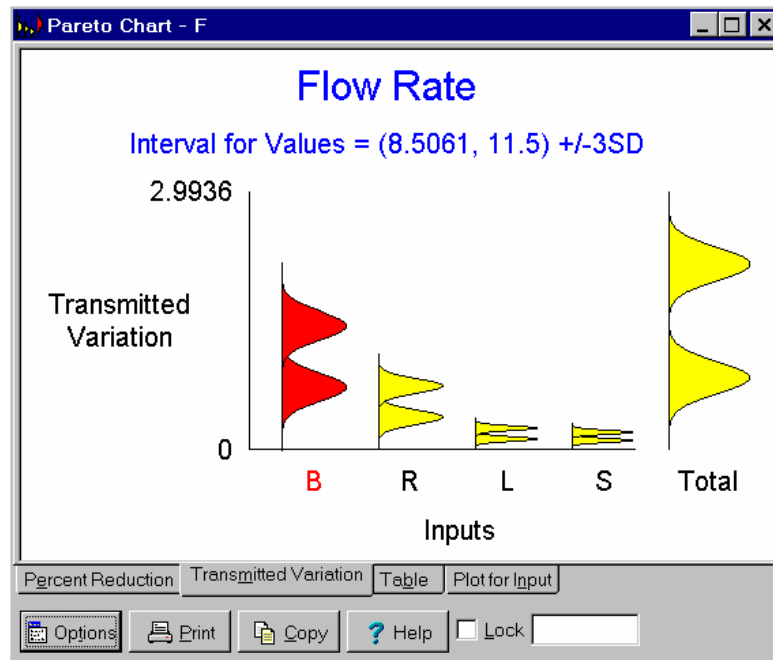 Pareto Chart - F
Flow Rate
Interval for Values = (8.5061, 11.5) +/-3SD
2.9936
Transmitted
Variation
0
B R L S Total
Inputs
Percent Reduction Transmitted Variation Table Plot for Input
Options Print Copy ? Help Lock